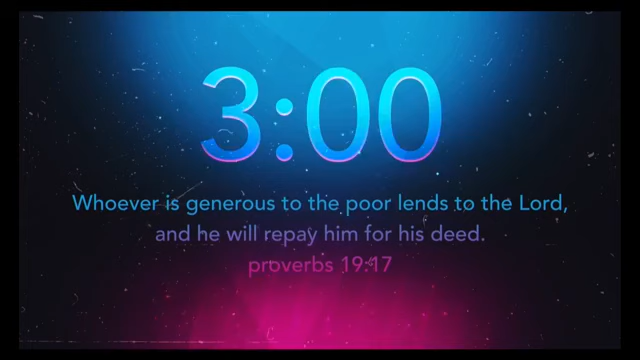 3:00
Whoever is generous to the poor lends to the Lord,
and he will repay him for his deed.
proverbs 19:17